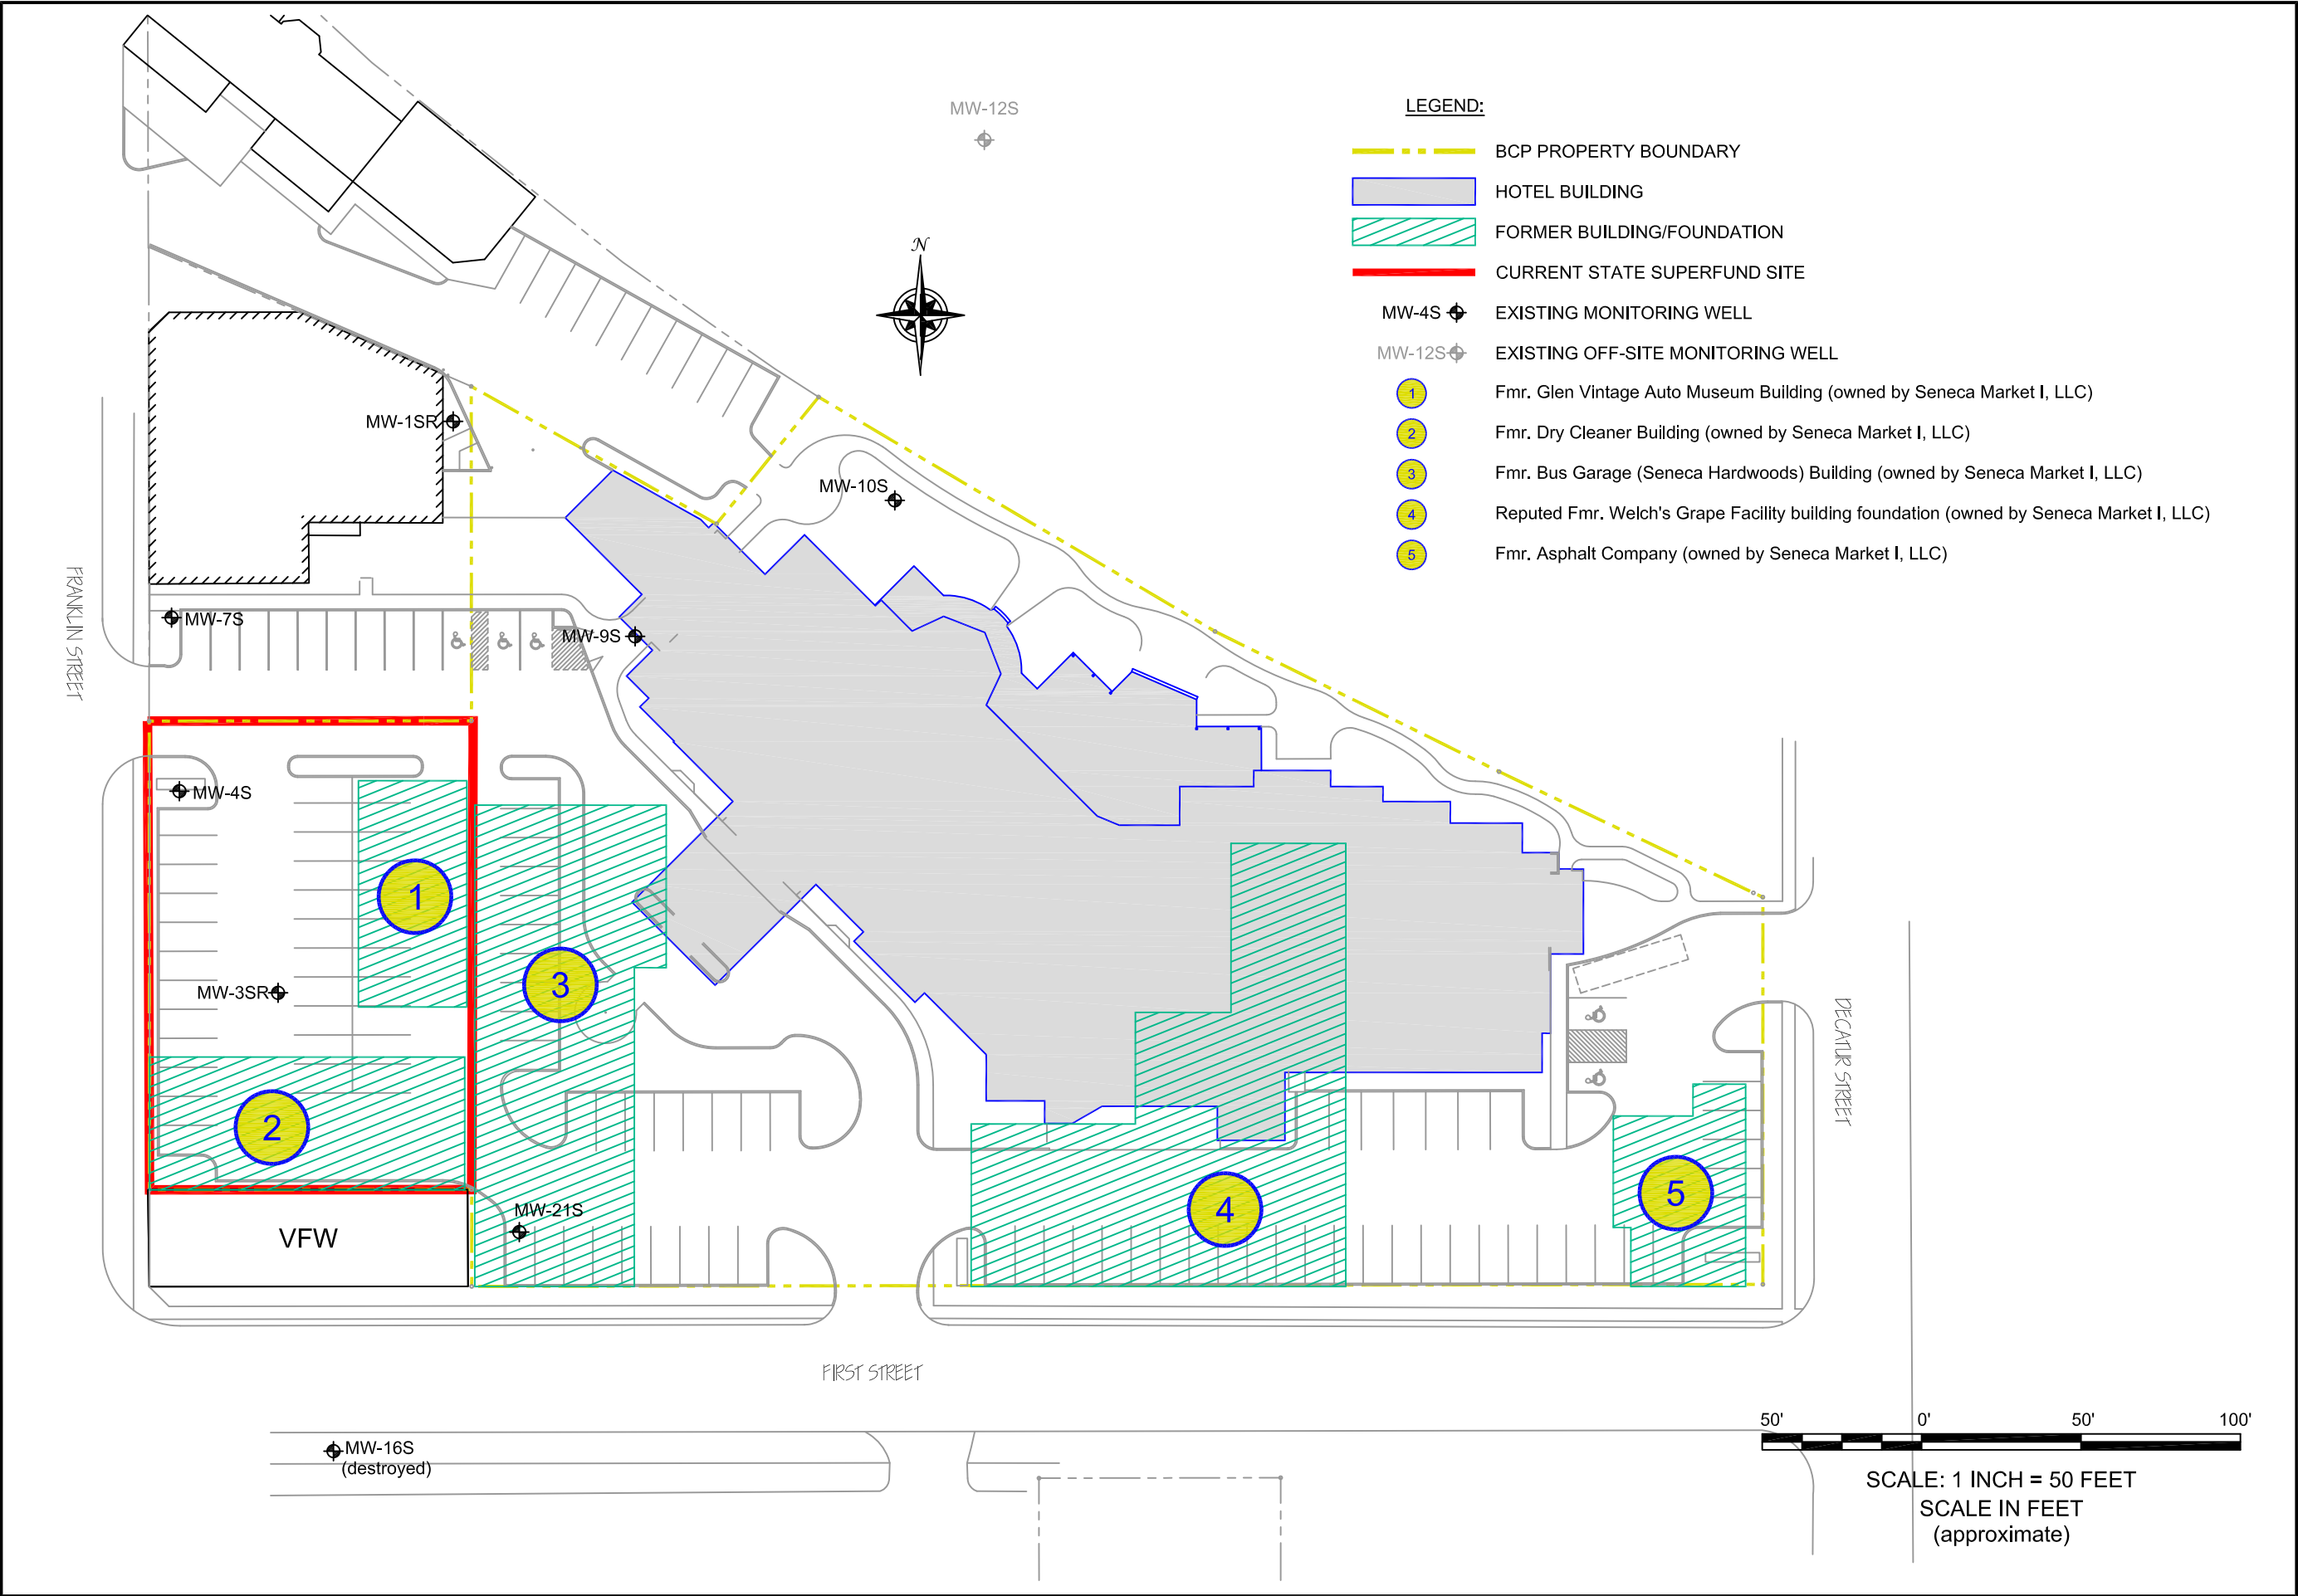 MW-12S
LEGEND:
BCP PROPERTY BOUNDARY
HOTEL BUILDING
FORMER BUILDING/FOUNDATION
CURRENT STATE SUPERFUND SITE
MW-4S EXISTING MONITORING WELL
MW-12S EXISTING OFF-SITE MONITORING WELL
1 Fmr. Glen Vintage Auto Museum Building (owned by Seneca Market I, LLC)
2 Fmr. Dry Cleaner Building (owned by Seneca Market I, LLC)
3 Fmr. Bus Garage (Seneca Hardwoods) Building (owned by Seneca Market I, LLC)
4 Reputed Fmr. Welch's Grape Facility building foundation (owned by Seneca Market I, LLC)
5 Fmr. Asphalt Company (owned by Seneca Market I, LLC)
N
MW-1SR
MW-10S
FRANKLIN STREET
MW-7S
MW-9S
MW-4S
1
MW-3SR
3
2
DECATUR STREET
4
5
MW-21S
VFW
FIRST STREET
MW-16S
(destroyed)
50' 0' 50' 100'
SCALE: 1 INCH = 50 FEET
SCALE IN FEET
(approximate)